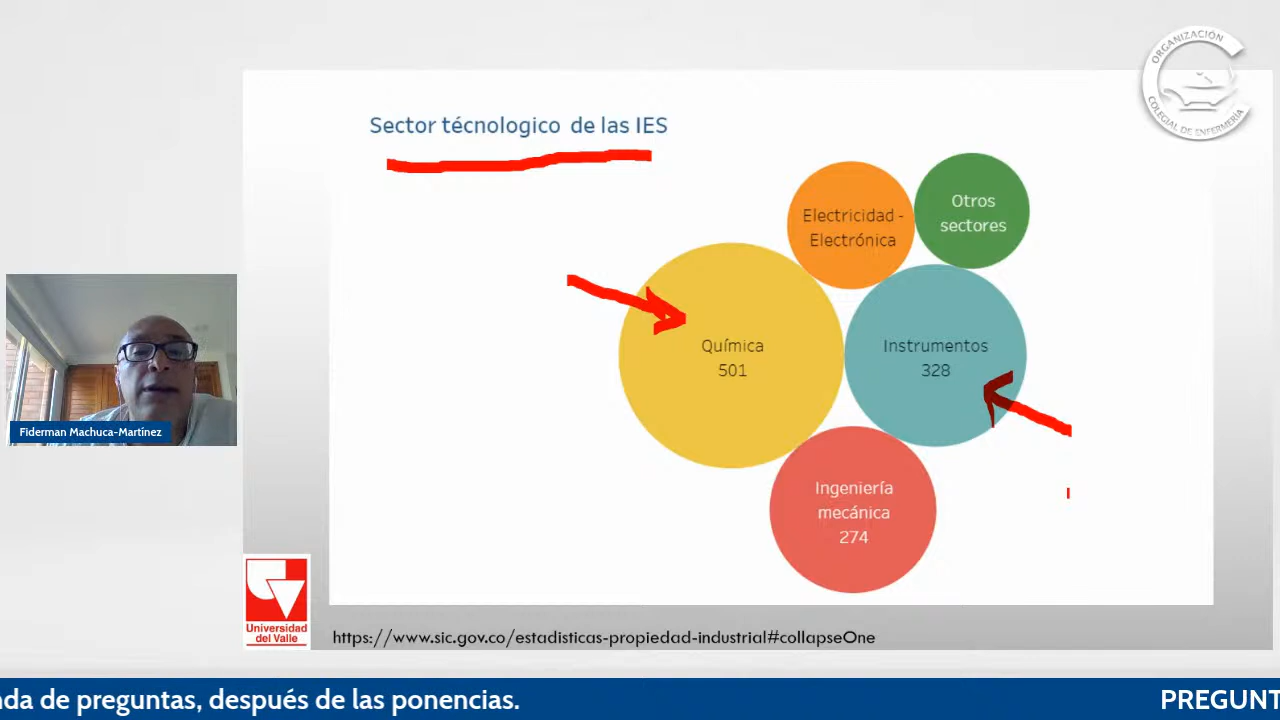 ORGANIZACIÓN
COLEGIAL DE ENFERMERÍA
Sector técnologico de las IES
Otros
sectores
Electricidad -
Electrónica
Química
501
Instrumentos
328
Ingeniería
mecánica
274
Fiderman Machuca-Martínez
Universidad
del Valle
https://www.sic.gov.co/estadisticas-propiedad-industrial#collapseOne
nda de preguntas, después de las ponencias.
PREGUNT